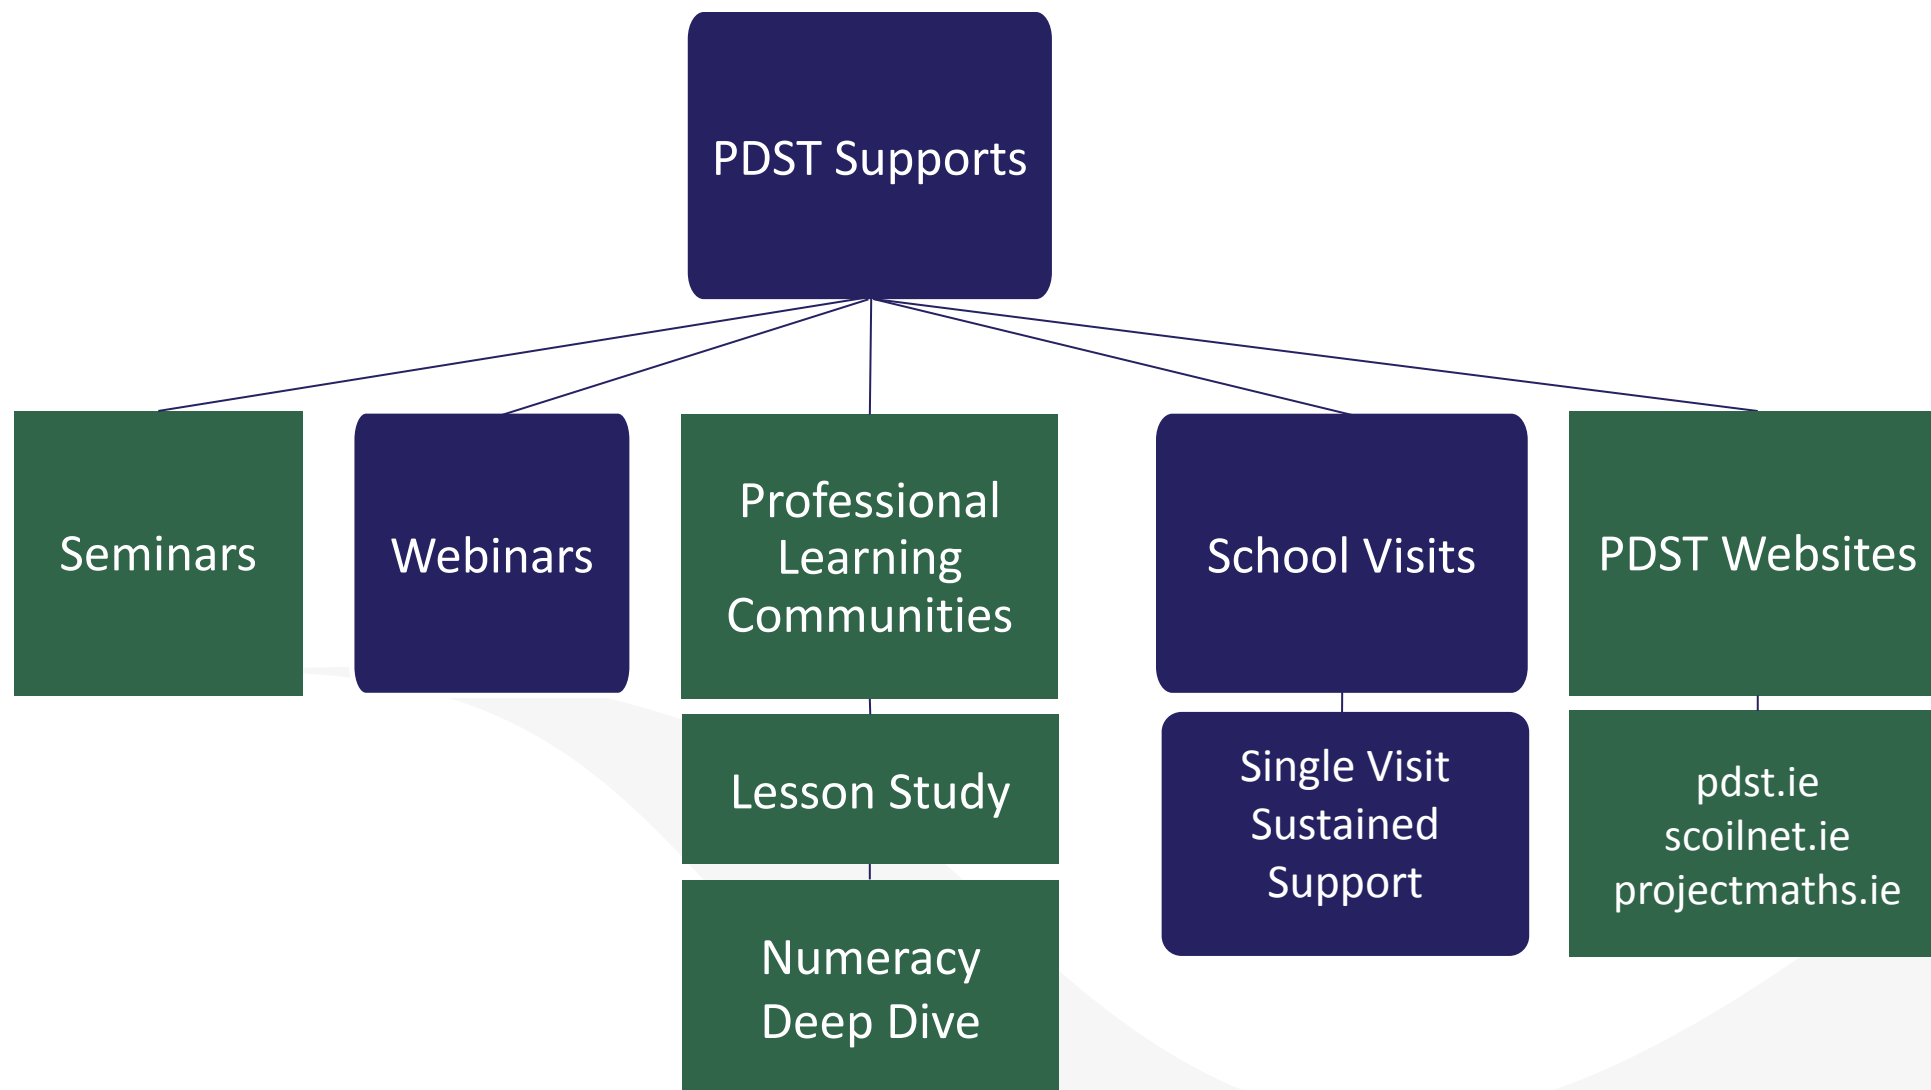 PDST Supports
Seminars
Webinars
Professional
Learning
Communities
School Visits
PDST Websites
Lesson Study
Numeracy
Deep Dive
Single Visit
Sustained
Support
pdst.ie
scoilnet.ie
projectmaths.ie